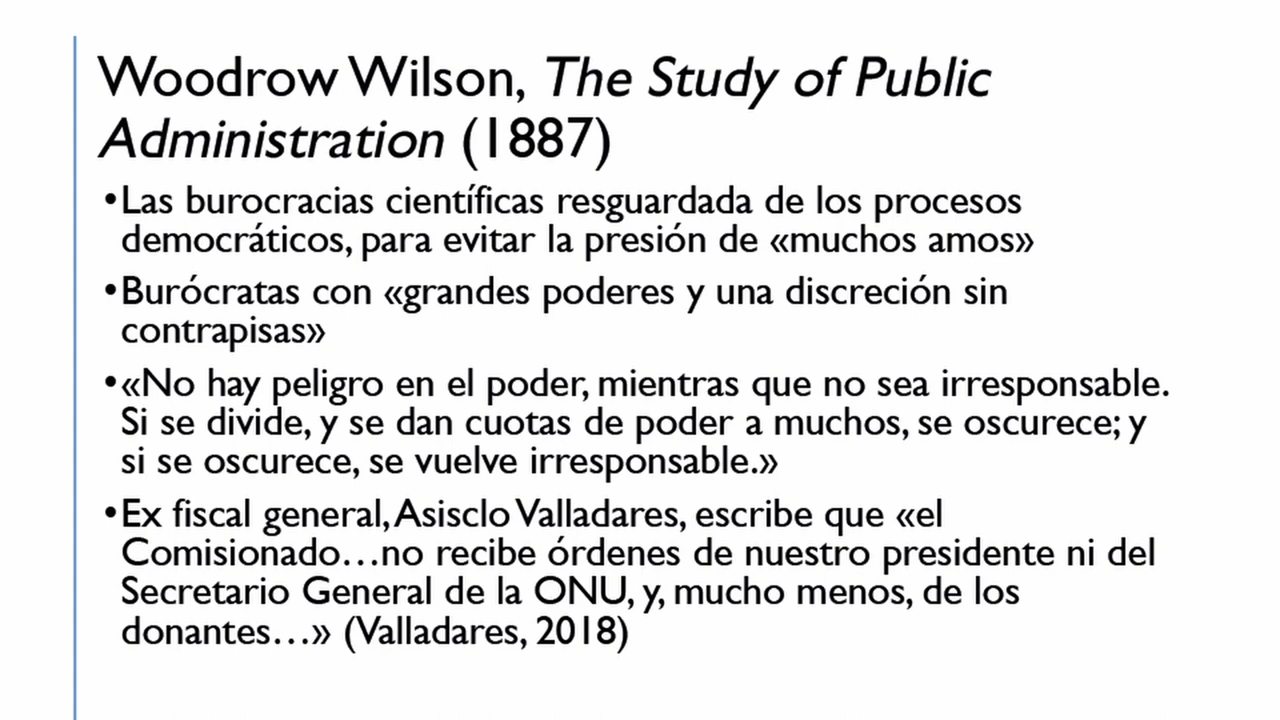 Woodrow Wilson, The Study of Public
Administration (1887)
•Las burocracias científicas resguardada de los procesos
democráticos, para evitar la presión de «muchos amos»
•Burócratas con «grandes poderes y una discreción sin
contrapisas»
•«No hay peligro en el poder, mientras que no sea irresponsable.
Si se divide, y se dan cuotas de poder a muchos, se oscurece; y
si se oscurece, se vuelve irresponsable.»
•Ex fiscal general, Asisclo Valladares, escribe que «el
Comisionado…no recibe órdenes de nuestro presidente ni del
Secretario General de la ONU, y, mucho menos, de los
donantes…» (Valladares, 2018)